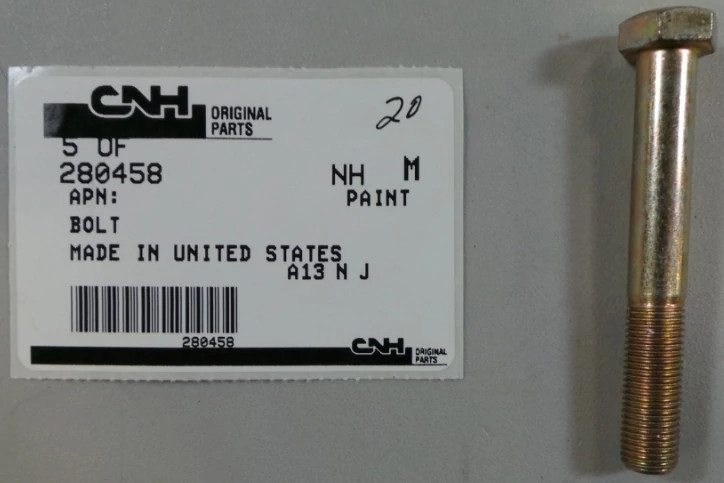 CNH ORIGINAL PARTS
20
5 OF
280458 NH M
APN: PAINT
BOLT
MADE IN UNITED STATES
A13 N J
280458
CNH ORIGINAL PARTS